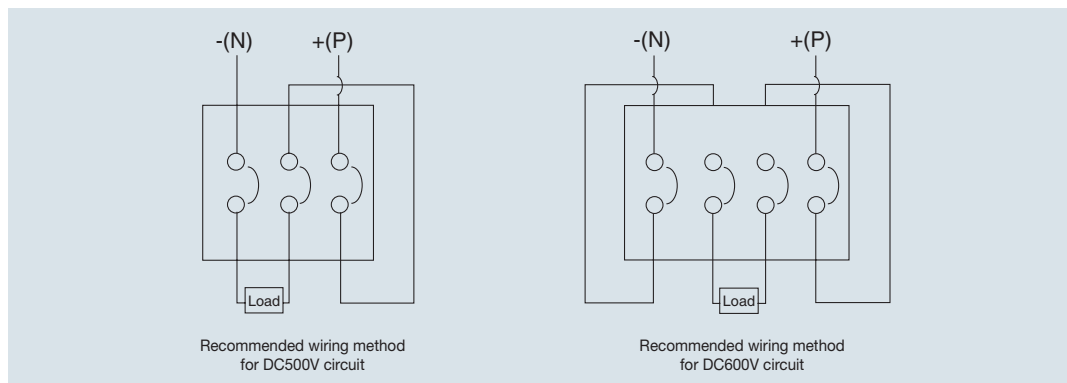 -(N) +(P)
-(N) +(P)
Load
Load
Recommended wiring method
for DC500V circuit
Recommended wiring method
for DC600V circuit